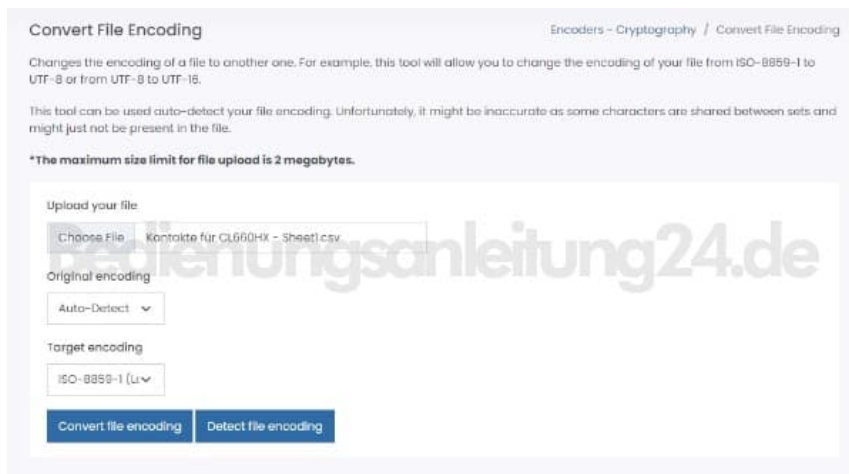 Convert File Encoding
Encoders - Cryptography / Convert File Encoding
Changes the encoding of a file to another one. For example, this tool will allow you to change the encoding of your file from ISO-8859-1 to
UTF-8 or from UTF-8 to UTF-16.
This tool can be used auto-detect your file encoding. Unfortunately, it might be inaccurate as some characters are shared between sets and
might just not be present in the file.
*The maximum size limit for file upload is 2 megabytes.
Upload your file
Choose File Kontakte für CL660HX - Sheet1.csv
Bedienungsanleitung24.de
Original encoding
Auto-Detect
Target encoding
ISO-8859-1 (La
Convert file encoding Detect file encoding